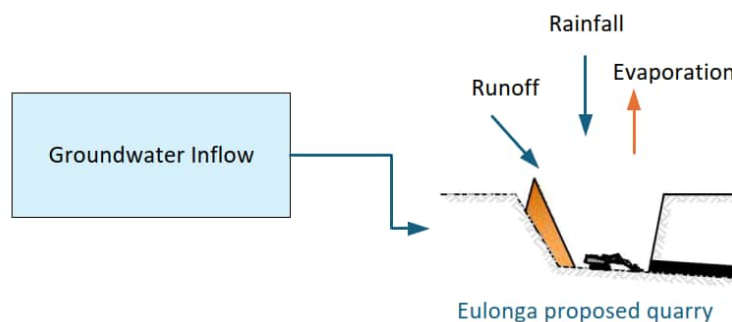 Rainfall
Evaporation
Runoff
Groundwater Inflow
Eulonga proposed quarry